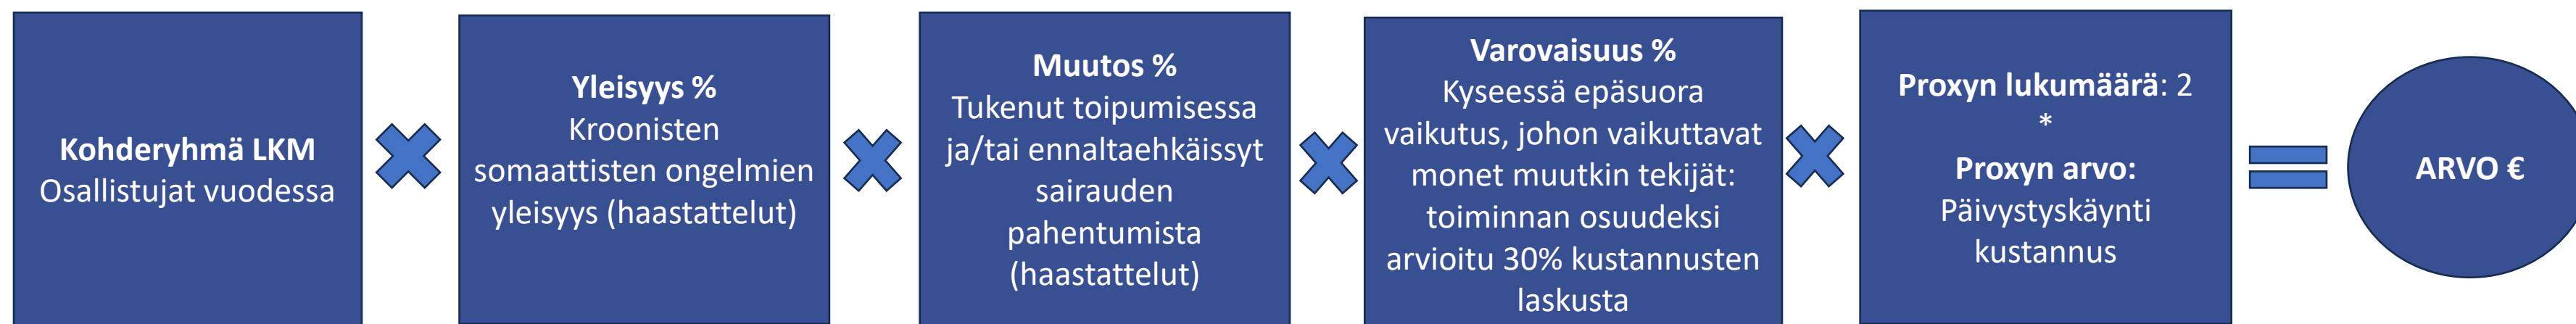 Kohderyhmä LKM
Osallistujat vuodessa
Yleisyys %
Kroonisten
somaattisten ongelmien
yleisyys (haastattelut)
Muutos %
Tukenut toipumisessa
ja/tai ennaltaehkäissyt
sairauden
pahentumista
(haastattelut)
Varovaisuus %
Kyseessä epäsuora
vaikutus, johon vaikuttavat
monet muutkin tekijät:
toiminnan osuudeksi
arvioitu 30% kustannusten
laskusta
Proxyn lukumäärä: 2
*
Proxyn arvo:
Päivystyskäynti
kustannus
ARVO €